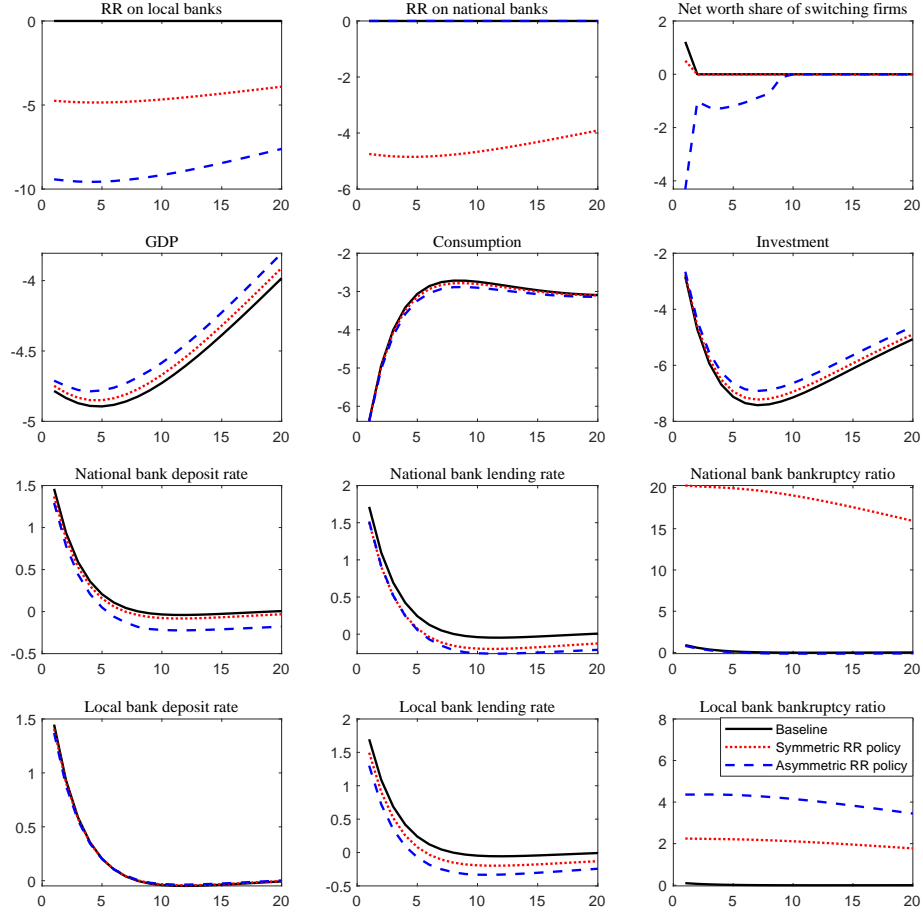 RR on local banks
RR on national banks
Net worth share of switching firms
0
-5
-10
0 5 10 15 20
0
-2
-4
-6
0 5 10 15 20
2
0
-2
-4
0 5 10 15 20
GDP
Consumption
Investment
-4
-4.5
-5
0 5 10 15 20
-2
-3
-4
-5
-6
0 5 10 15 20
-2
-4
-6
-8
0 5 10 15 20
National bank deposit rate
National bank lending rate
National bank bankruptcy ratio
1.5
1
0.5
0
-0.5
0 5 10 15 20
2
1.5
1
0.5
0
0 5 10 15 20
20
15
10
5
0
0 5 10 15 20
Local bank deposit rate
Local bank lending rate
Local bank bankruptcy ratio
1.5
1
0.5
0
0 5 10 15 20
2
1.5
1
0.5
0
-0.5
0 5 10 15 20
8
6
4
2
0
0 5 10 15 20
Baseline
Symmetric RR policy
Asymmetric RR policy